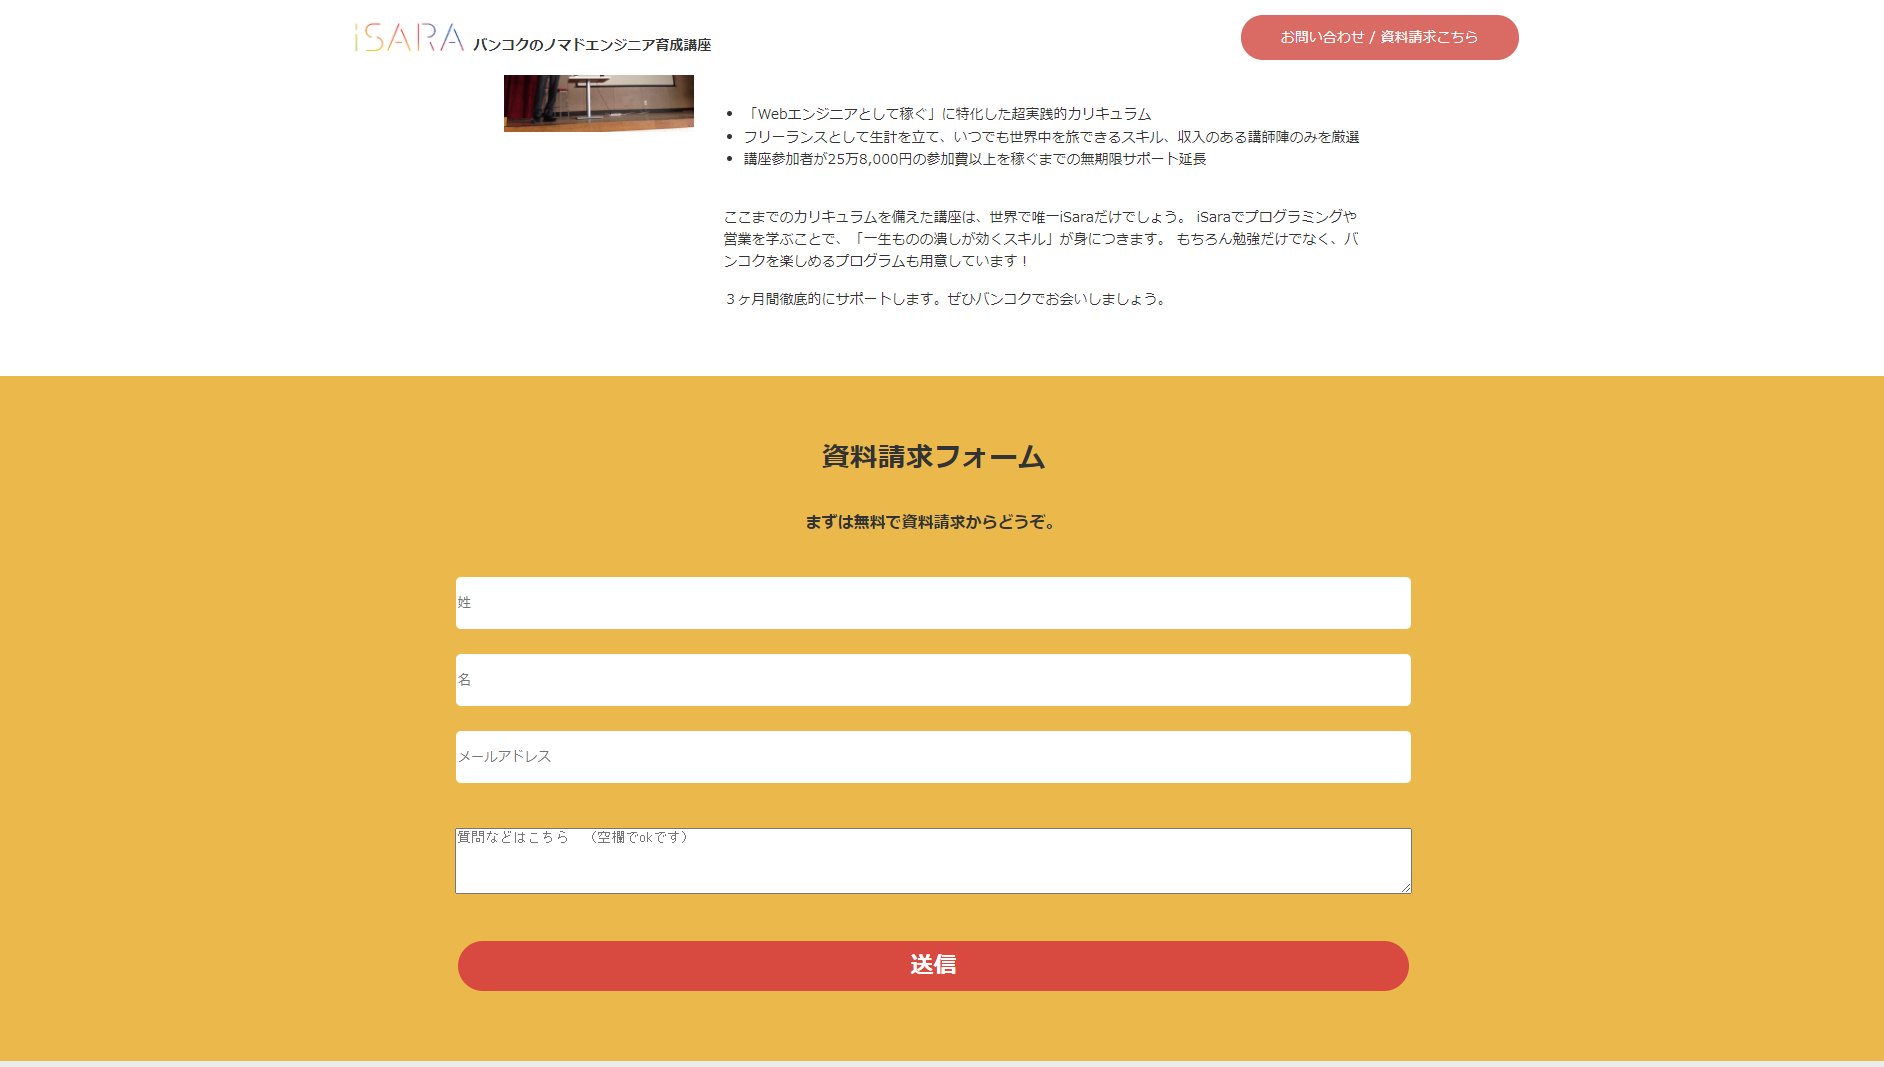 iSARA バンコクのノマドエンジニア育成講座
お問い合わせ / 資料請求こちら
「Webエンジニアとして稼ぐ」に特化した超実践的カリキュラム
フリーランスとして生計を立て、いつでも世界中を旅できるスキル、収入のある講師陣のみを厳選
講座参加者が25万8,000円の参加費以上を稼ぐまでの無期限サポート延長
ここまでのカリキュラムを備えた講座は、世界で唯一iSaraだけでしょう。 iSaraでプログラミングや
営業を学ぶことで、「一生ものの潰しが効くスキル」が身につきます。 もちろん勉強だけでなく、バ
ンコクを楽しめるプログラムも用意しています！
３ヶ月間徹底的にサポートします。ぜひバンコクでお会いしましょう。
資料請求フォーム
まずは無料で資料請求からどうぞ。
姓
名
メールアドレス
質問などはこちら　（空欄でokです）
送信